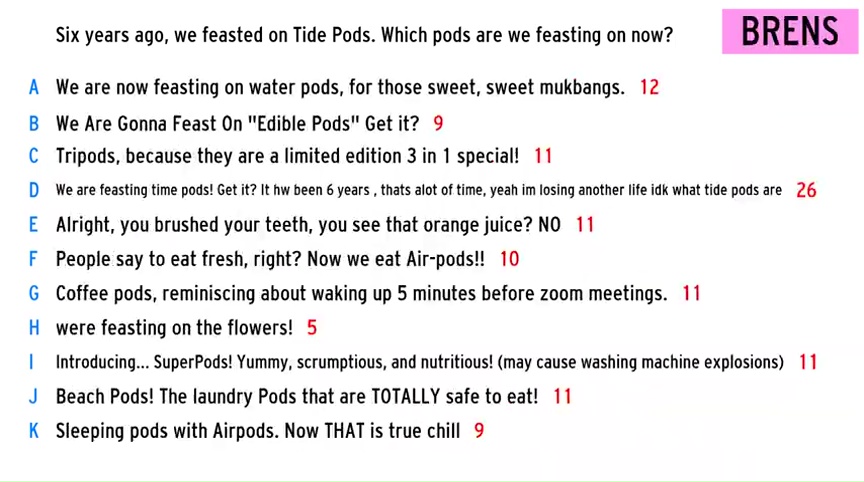 Six years ago, we feasted on Tide Pods. Which pods are we feasting on now?
BRENS
A We are now feasting on water pods, for those sweet, sweet mukbangs. 12
B We Are Gonna Feast On "Edible Pods" Get it? 9
C Tripods, because they are a limited edition 3 in 1 special! 11
D We are feasting time pods! Get it? It hw been 6 years , thats alot of time, yeah im losing another life idk what tide pods are 26
E Alright, you brushed your teeth, you see that orange juice? NO 11
F People say to eat fresh, right? Now we eat Air-pods!! 10
G Coffee pods, reminiscing about waking up 5 minutes before zoom meetings. 11
H were feasting on the flowers! 5
I Introducing... SuperPods! Yummy, scrumptious, and nutritious! (may cause washing machine explosions) 11
J Beach Pods! The laundry Pods that are TOTALLY safe to eat! 11
K Sleeping pods with Airpods. Now THAT is true chill 9